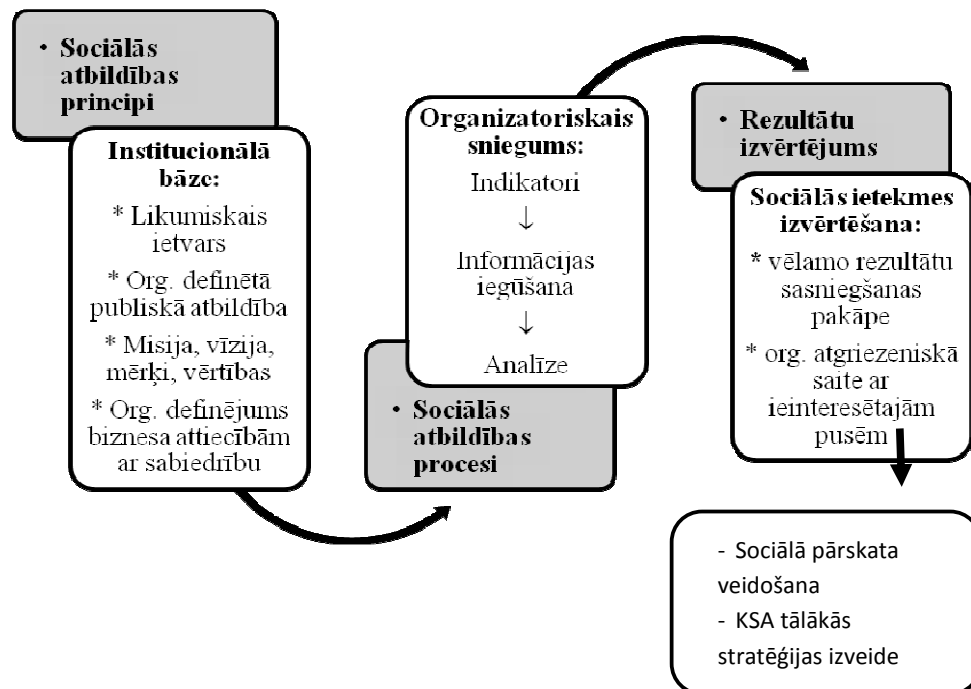 • Sociālās
atbildības
principi
Institucionālā
bāze:
* Likumiskais
ietvars
* Org. definētā
publiskā atbildība
* Misija, vīzija,
mērķi, vērtības
* Org. definējums
biznesa attiecībām
ar sabiedrību
Organizatoriskais
sniegums:
Indikatori
↓
Informācijas
iegūšana
↓
Analīze
• Sociālās
atbildības
procesi
• Rezultātu
izvērtējums
Sociālās ietekmes
izvērtēšana:
* vēlamo rezultātu
sasniegšanas
pakāpe
* org. atgriezeniskā
saite ar
ieinteresētajām
pusēm
- Sociālā pārskata
veidošana
- KSA tālākās
stratēģijas izveide